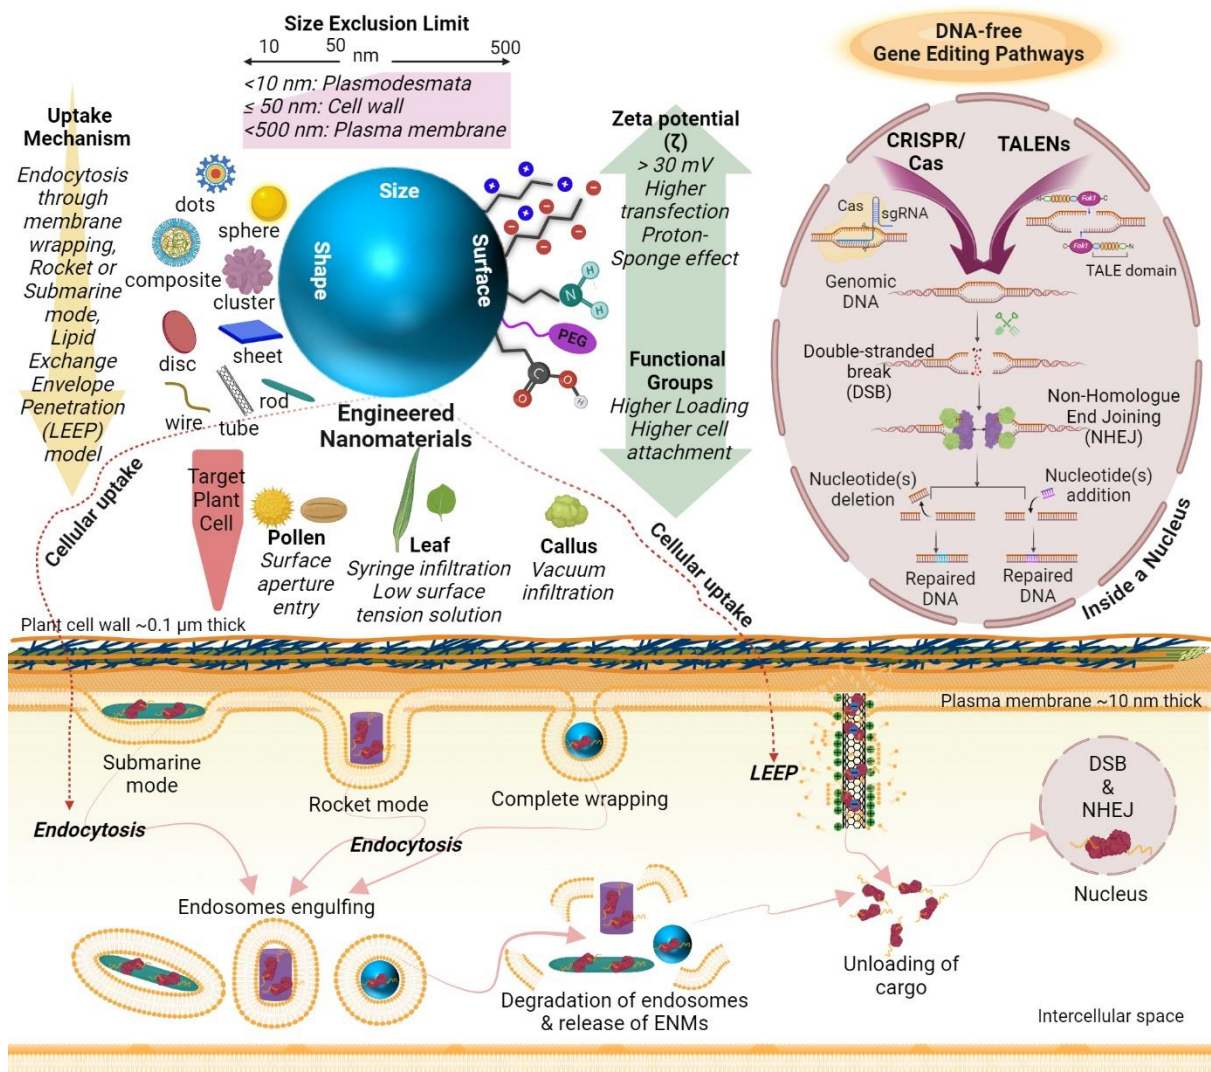 Size Exclusion Limit
10
50
nm
500
<10 nm: Plasmodesmata
≤ 50 nm: Cell wall
<500 nm: Plasma membrane
Uptake
Mechanism
Endocytosis
through
membrane
wrapping,
Rocket or
Submarine
mode,
Lipid
Exchange
Envelope
Penetration
(LEEP)
model
dots
sphere
composite
cluster
disc
sheet
wire
tube
rod
Size
Shape
Surface
+
+
+
+
−
−
−
−
−
N
H
H
PEG
C
O
O
H
Engineered
Nanomaterials
Zeta potential
(ζ)
> 30 mV
Higher
transfection
Proton-
Sponge effect
Functional
Groups
Higher Loading
Higher cell
attachment
DNA-free
Gene Editing Pathways
CRISPR/
Cas
TALENs
Cas
sgRNA
N
Fok1
C
C
Fok1
N
TALE domain
Genomic
DNA
Double-stranded
break
(DSB)
Non-Homologue
End Joining
(NHEJ)
Nucleotide(s)
deletion
Nucleotide(s)
addition
Repaired
DNA
Repaired
DNA
Inside a Nucleus
Cellular uptake
Target
Plant
Cell
Pollen
Surface
aperture
entry
Leaf
Syringe infiltration
Low surface
tension solution
Callus
Vacuum
infiltration
Cellular uptake
Plant cell wall ~0.1 µm thick
Plasma membrane ~10 nm thick
Submarine
mode
Rocket mode
Complete wrapping
LEEP
Endocytosis
Endocytosis
DSB
&
NHEJ
Nucleus
Endosomes engulfing
Degradation of endosomes
& release of ENMs
Unloading of
cargo
Intercellular space